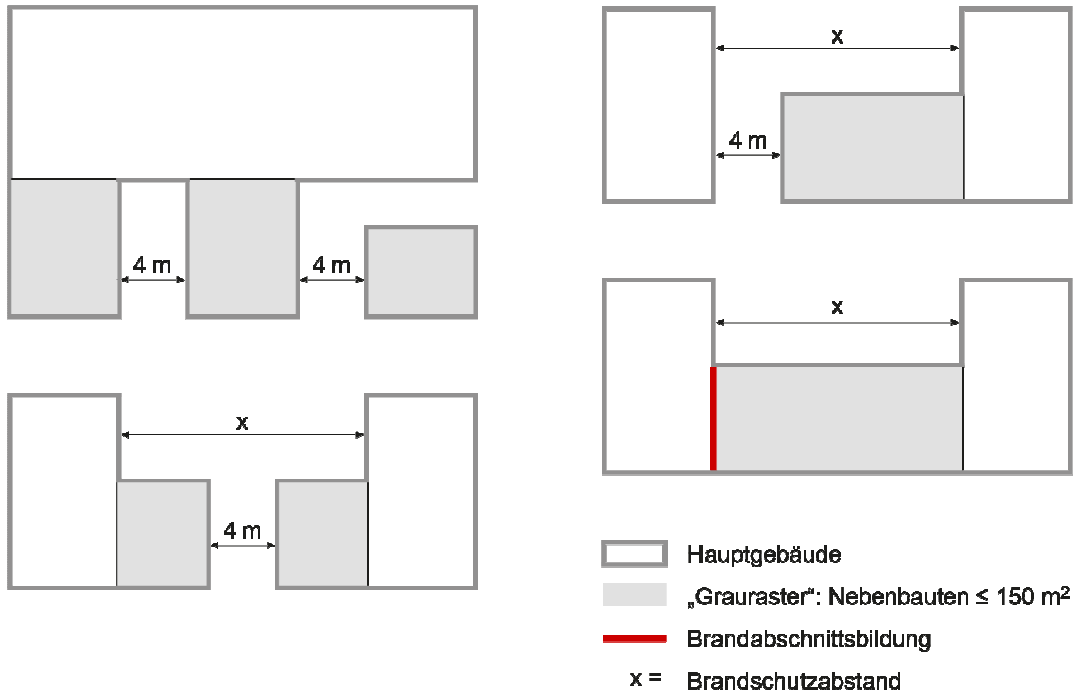 4 m
4 m
x
4 m
x
4 m
x
Hauptgebäude
„Grauraster“: Nebenbauten ≤ 150 m²
Brandabschnittsbildung
x = Brandschutzabstand